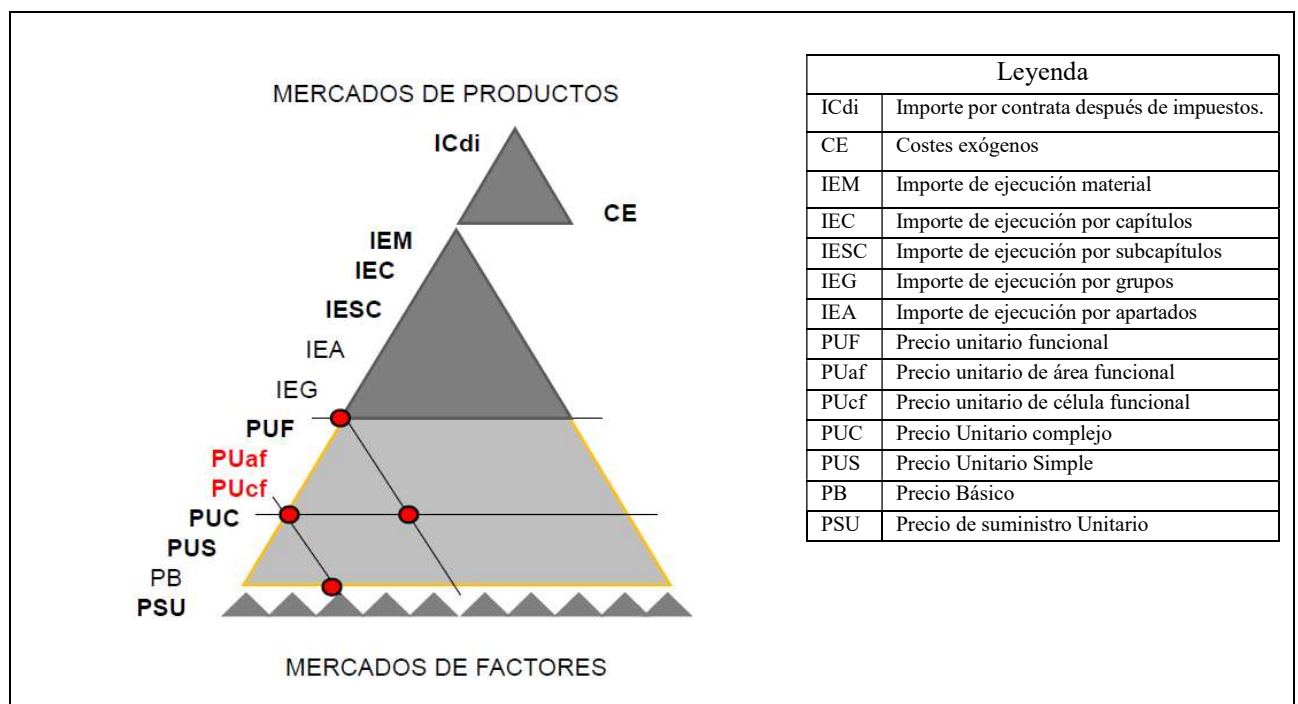 MERCADOS DE PRODUCTOS
ICdi
CE
IEM
IEC
IESC
IEA
IEG
PUF
PUaf
PUcf
PUC
PUS
PB
PSU
MERCADOS DE FACTORES
Leyenda
ICdi Importe por contrata después de impuestos.
CE Costes exógenos
IEM Importe de ejecución material
IEC Importe de ejecución por capítulos
IESC Importe de ejecución por subcapítulos
IEG Importe de ejecución por grupos
IEA Importe de ejecución por apartados
PUF Precio unitario funcional
PUaf Precio unitario de área funcional
PUcf Precio unitario de célula funcional
PUC Precio Unitario complejo
PUS Precio Unitario Simple
PB Precio Básico
PSU Precio de suministro Unitario